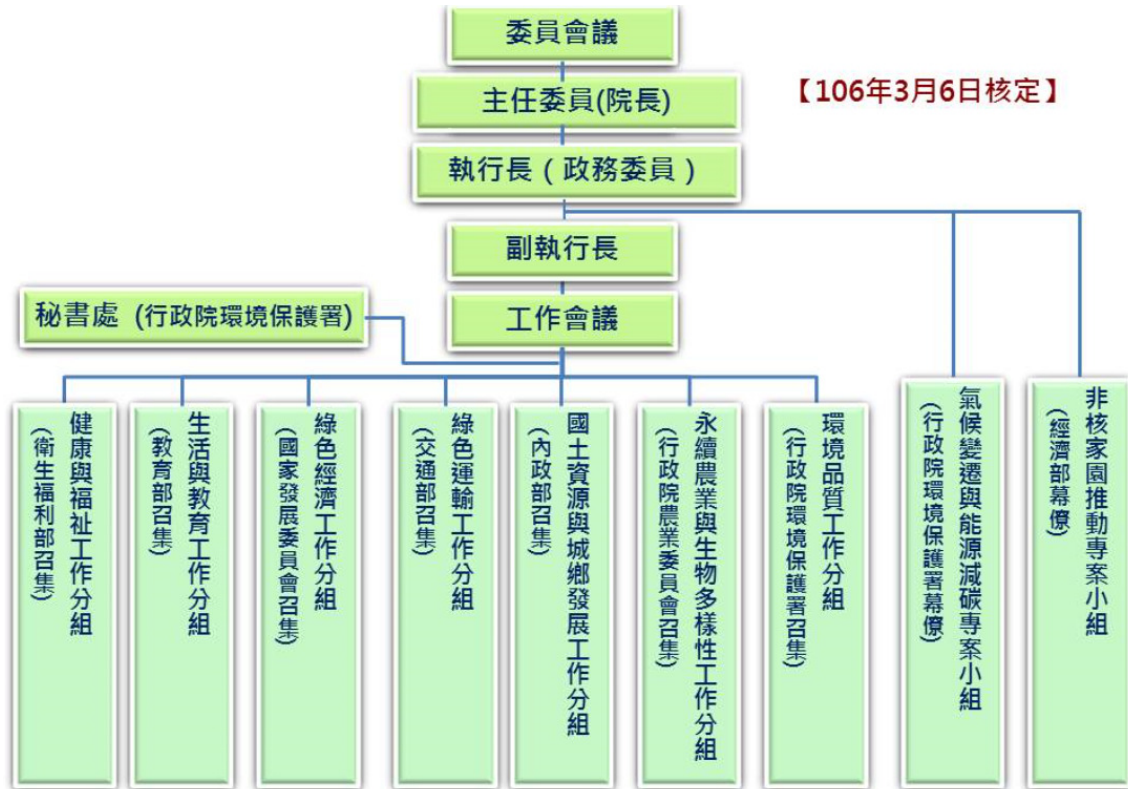 委員會議
主任委員(院長)
【106年3月6日核定】
執行長（政務委員）
副執行長
秘書處 (行政院環境保護署)
工作會議
健康與福祉工作分組
(衛生福利部召集)
生活與教育工作分組
(教育部召集)
綠色經濟工作分組
(國家發展委員會召集)
綠色運輸工作分組
(交通部召集)
國土資源與城鄉發展工作分組
(內政部召集)
永續農業與生物多樣性工作分組
(行政院農業委員會召集)
環境品質工作分組
(行政院環境保護署召集)
氣候變遷與能源減碳專案小組
(行政院環境保護署幕僚)
非核家園推動專案小組
(經濟部幕僚)